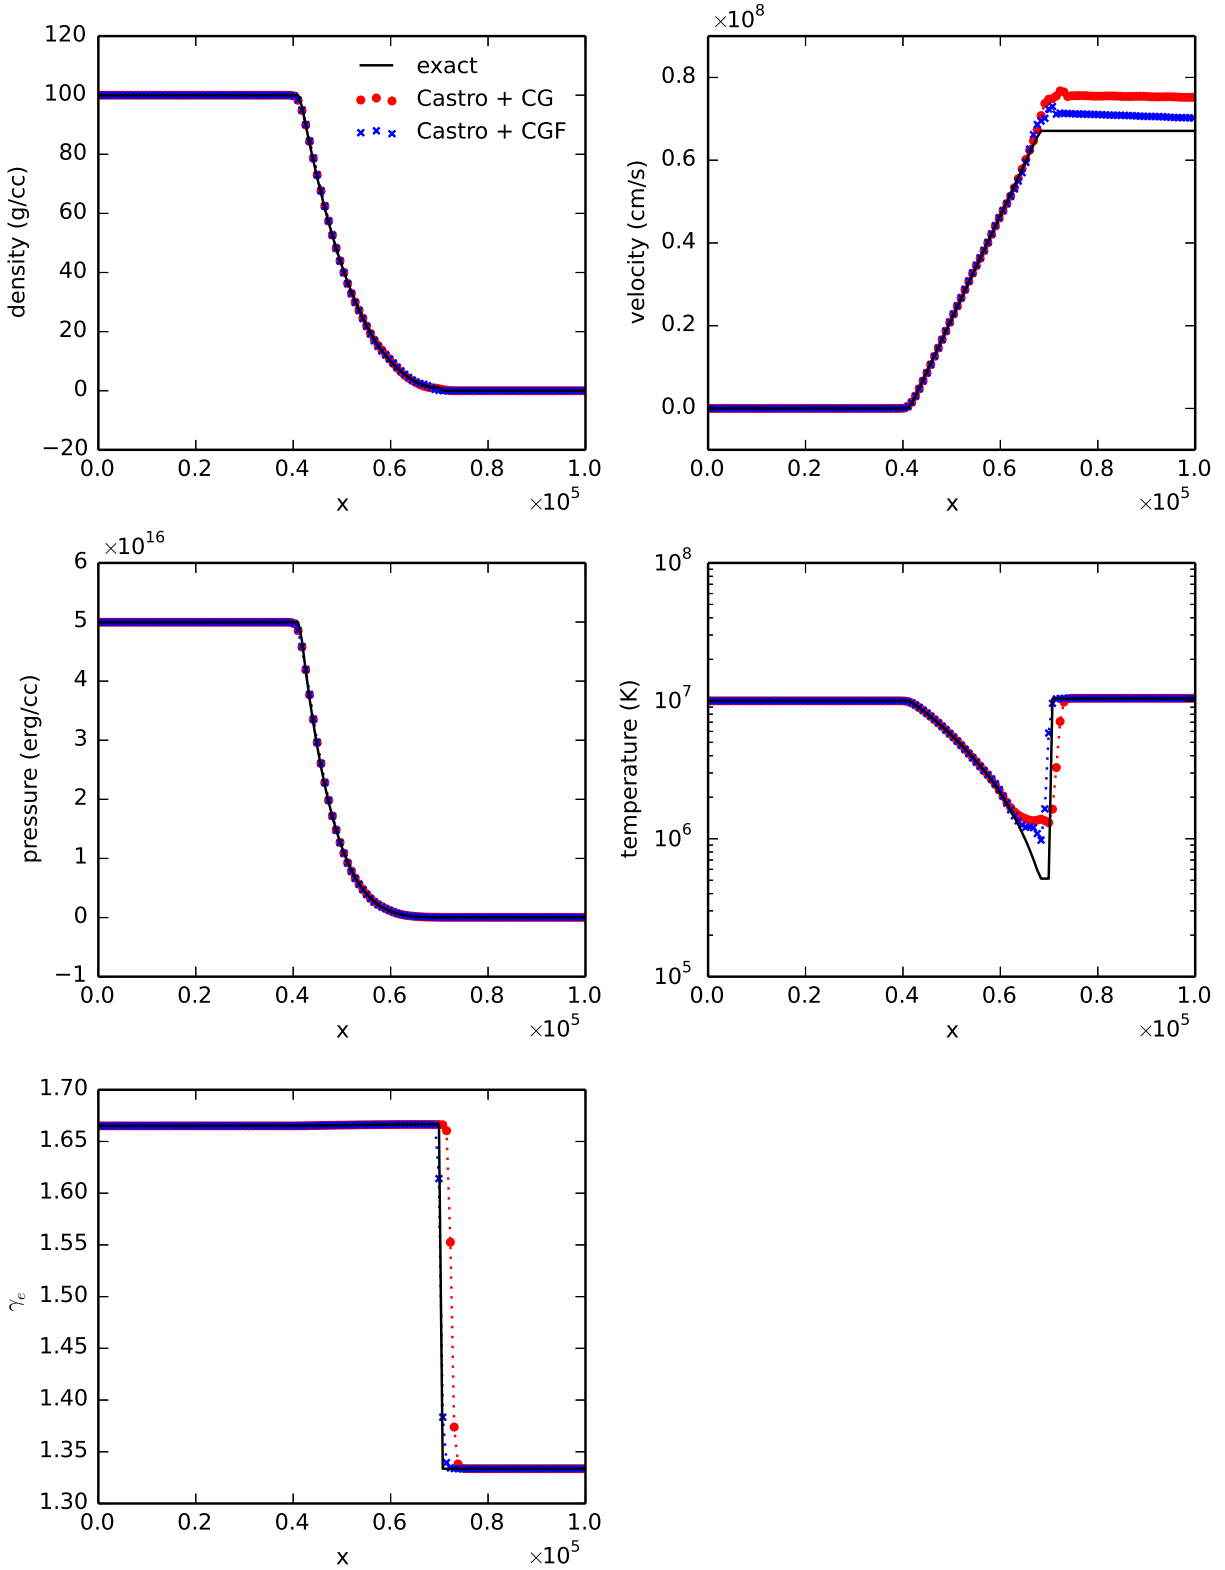 120
100
80
60
40
20
0
−20
density (g/cc)
exact
Castro + CG
Castro + CGF
0.0 0.2 0.4 0.6 0.8 1.0
x
×10^5
×10^8
0.8
0.6
0.4
0.2
0.0
velocity (cm/s)
0.0 0.2 0.4 0.6 0.8 1.0
x
×10^5
×10^16
6
5
4
3
2
1
0
−1
pressure (erg/cc)
0.0 0.2 0.4 0.6 0.8 1.0
x
×10^5
10^8
10^7
10^6
10^5
temperature (K)
0.0 0.2 0.4 0.6 0.8 1.0
x
×10^5
1.70
1.65
1.60
1.55
1.50
1.45
1.40
1.35
1.30
γ_e
0.0 0.2 0.4 0.6 0.8 1.0
x
×10^5